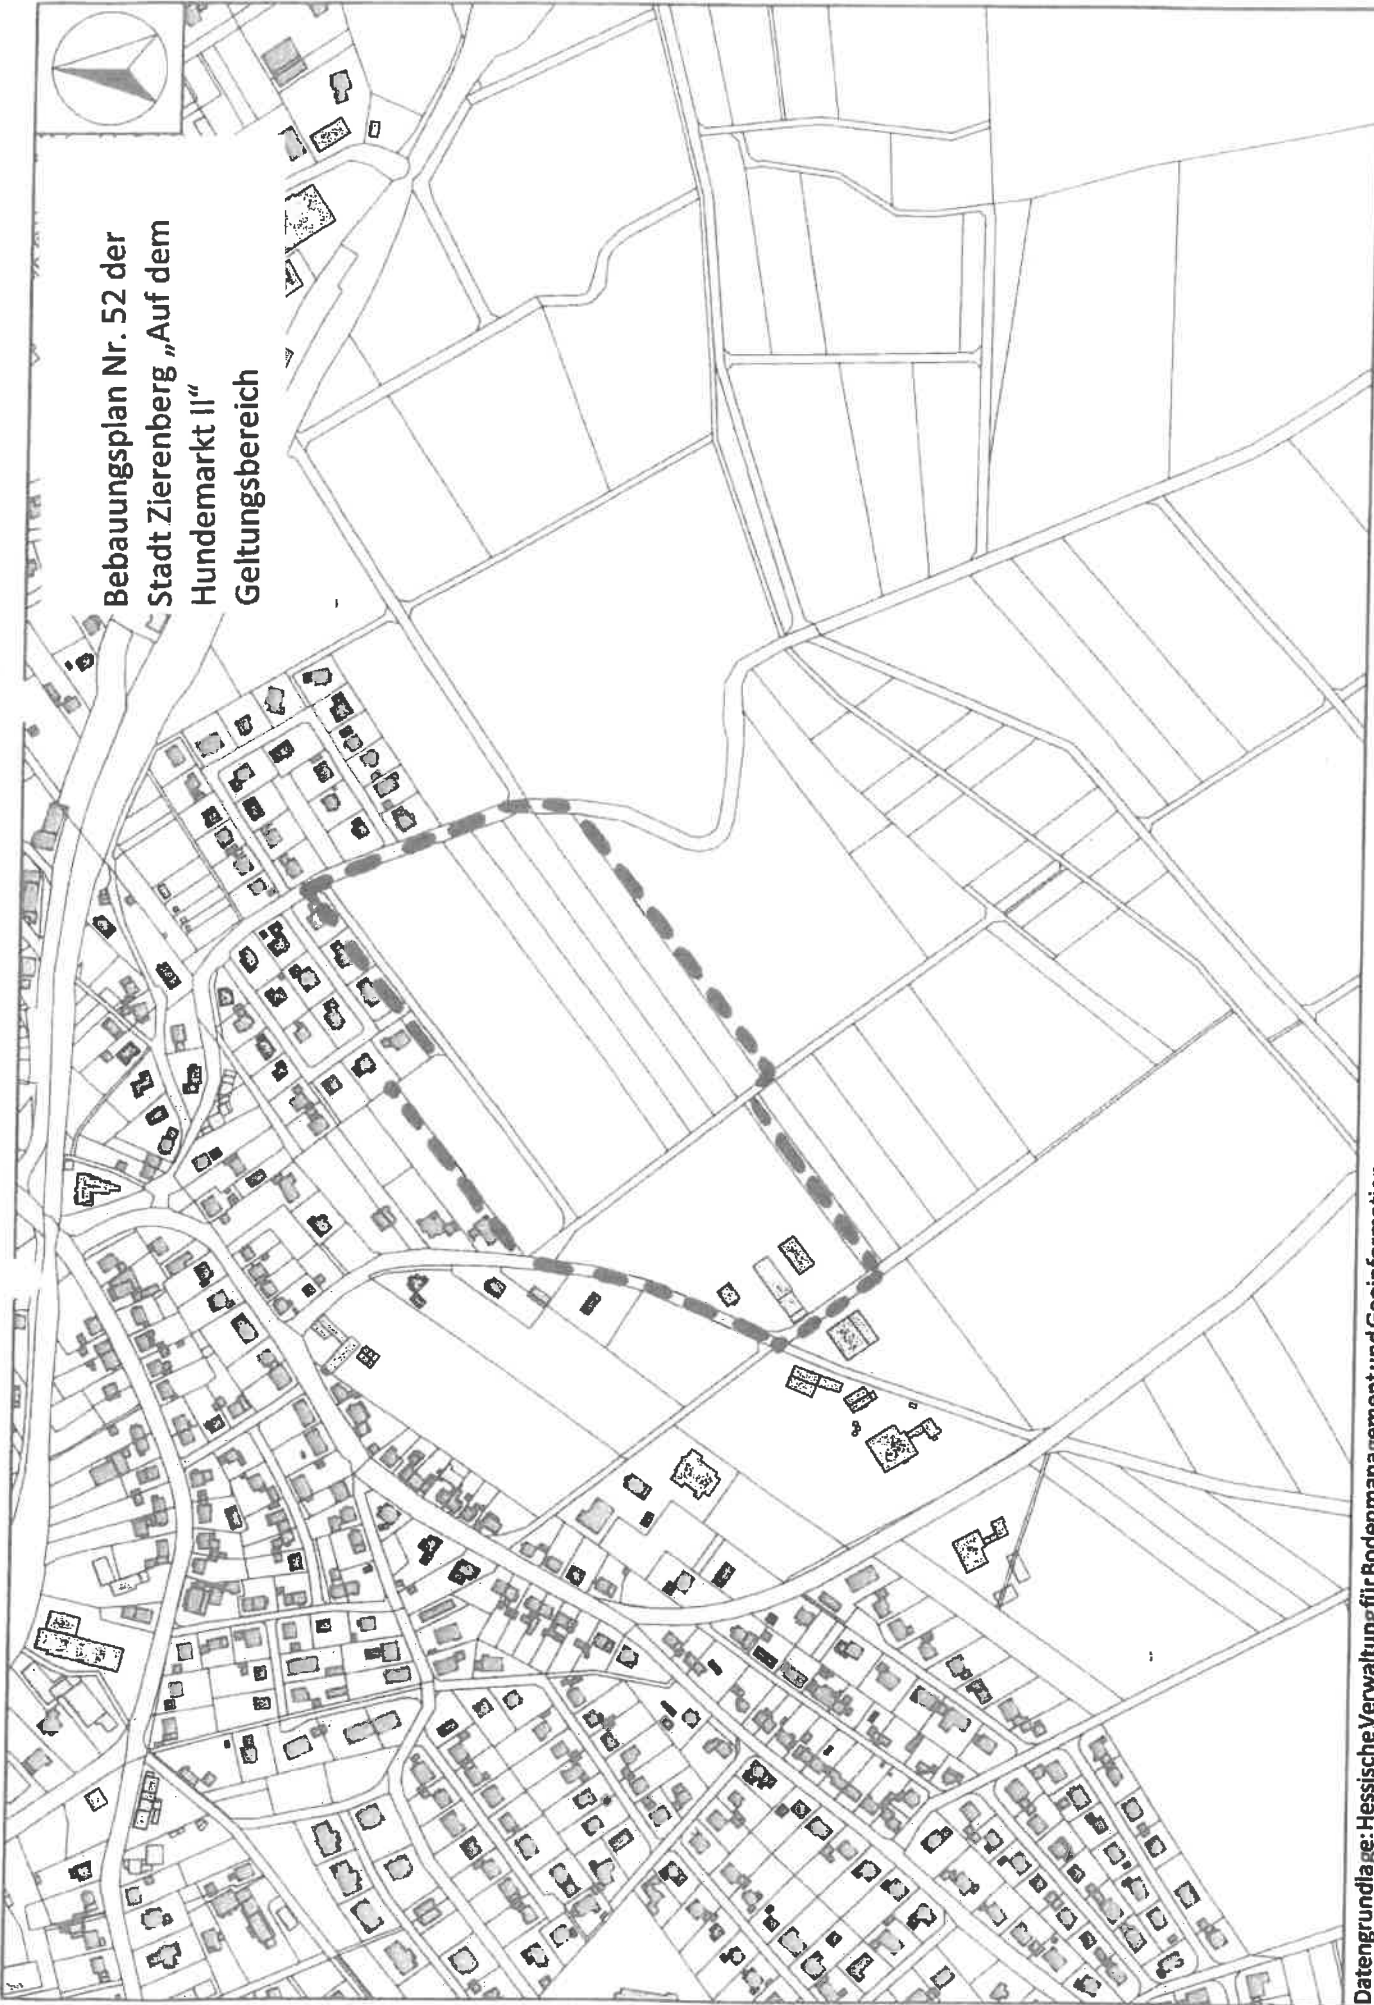 Bebauungsplan Nr. 52 der
Stadt Zierenberg „Auf dem
Hundemarkt II“
Geltungsbereich
Datengrundlage: Hessische Verwaltung für Bodenmanagement und Geoinformation